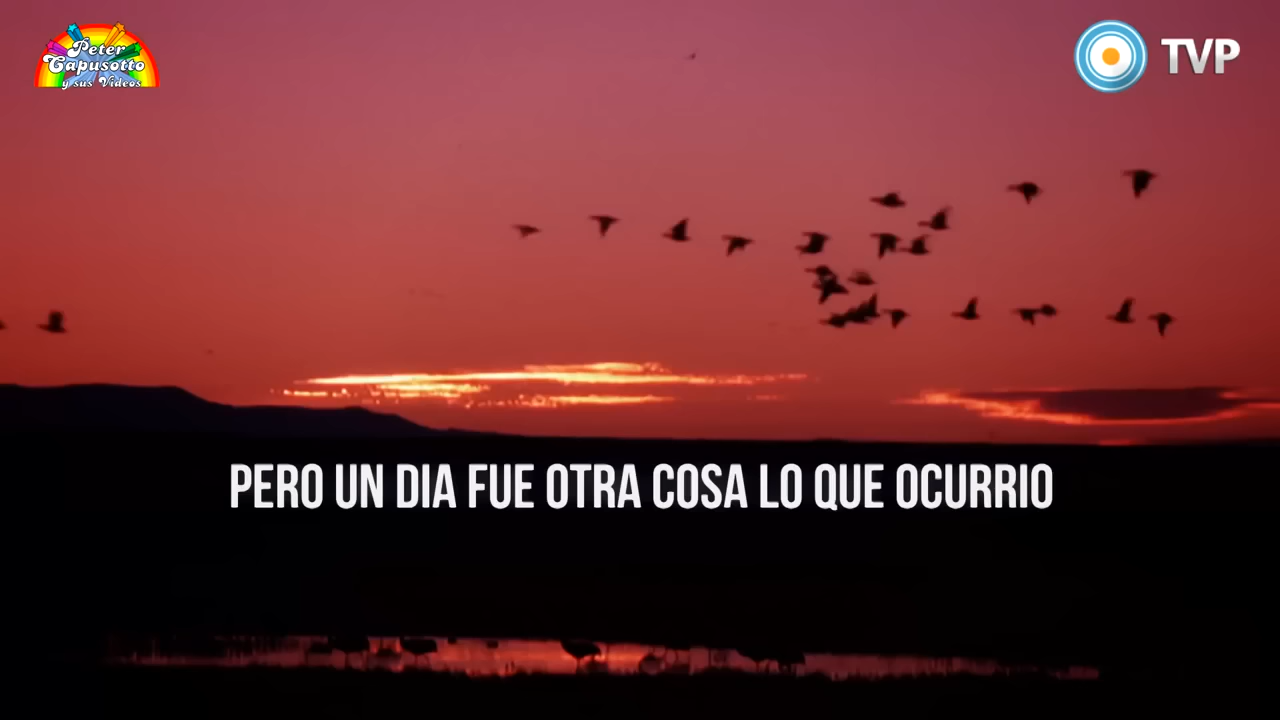 Peter
Capusotto
y sus Videos
TVP
PERO UN DIA FUE OTRA COSA LO QUE OCURRIO